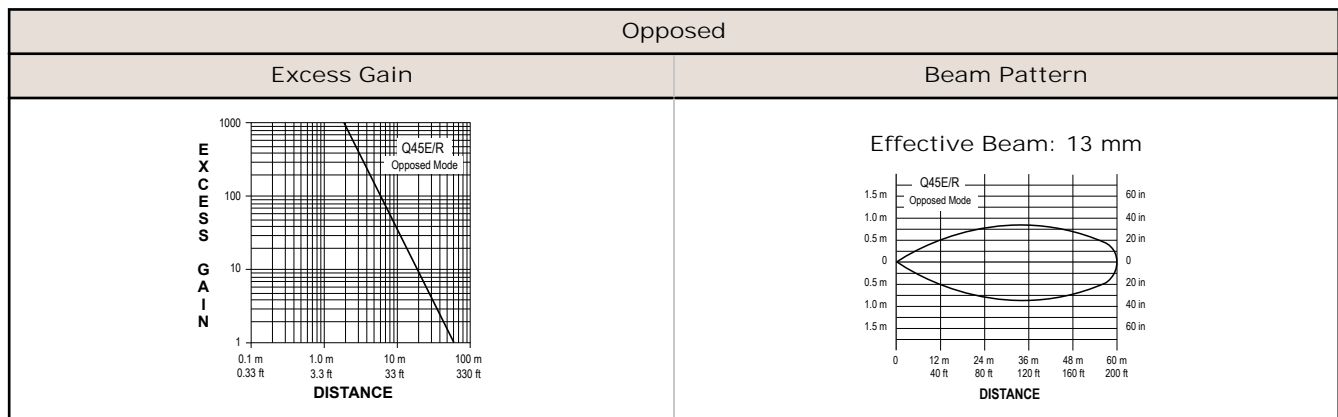 Opposed
Excess Gain
Beam Pattern
EXCESS GAIN
1000
100
10
1
Q45E/R
Opposed Mode
0.1 m 1.0 m 10 m 100 m
0.33 ft 3.3 ft 33 ft 330 ft
DISTANCE
Effective Beam: 13 mm
Q45E/R
Opposed Mode
1.5 m 60 in
1.0 m 40 in
0.5 m 20 in
0 0
0.5 m 20 in
1.0 m 40 in
1.5 m 60 in
0 12 m 24 m 36 m 48 m 60 m
40 ft 80 ft 120 ft 160 ft 200 ft
DISTANCE